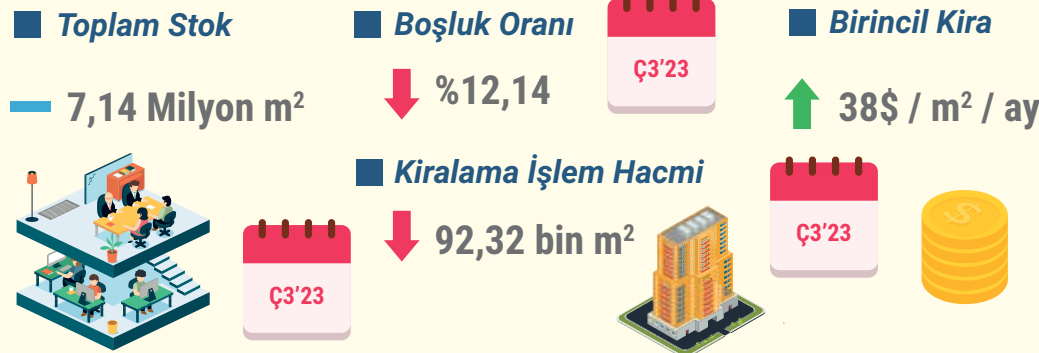 Toplam Stok
7,14 Milyon m²
Ç3’23
Boşluk Oranı
%12,14
Ç3’23
Kiralama İşlem Hacmi
92,32 bin m²
Birincil Kira
38$ / m² / ay
Ç3’23